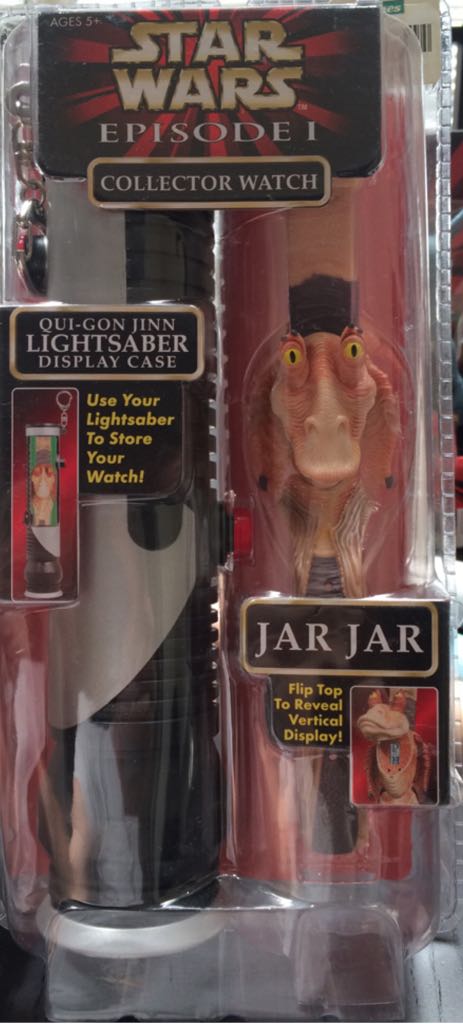 AGES 5+
STAR
WARS
TM
EPISODE I
COLLECTOR WATCH
QUI-GON JINN
LIGHTSABER
DISPLAY CASE
Use Your
Lightsaber
To Store
Your
Watch!
JAR JAR
Flip Top
To Reveal
Vertical
Display!